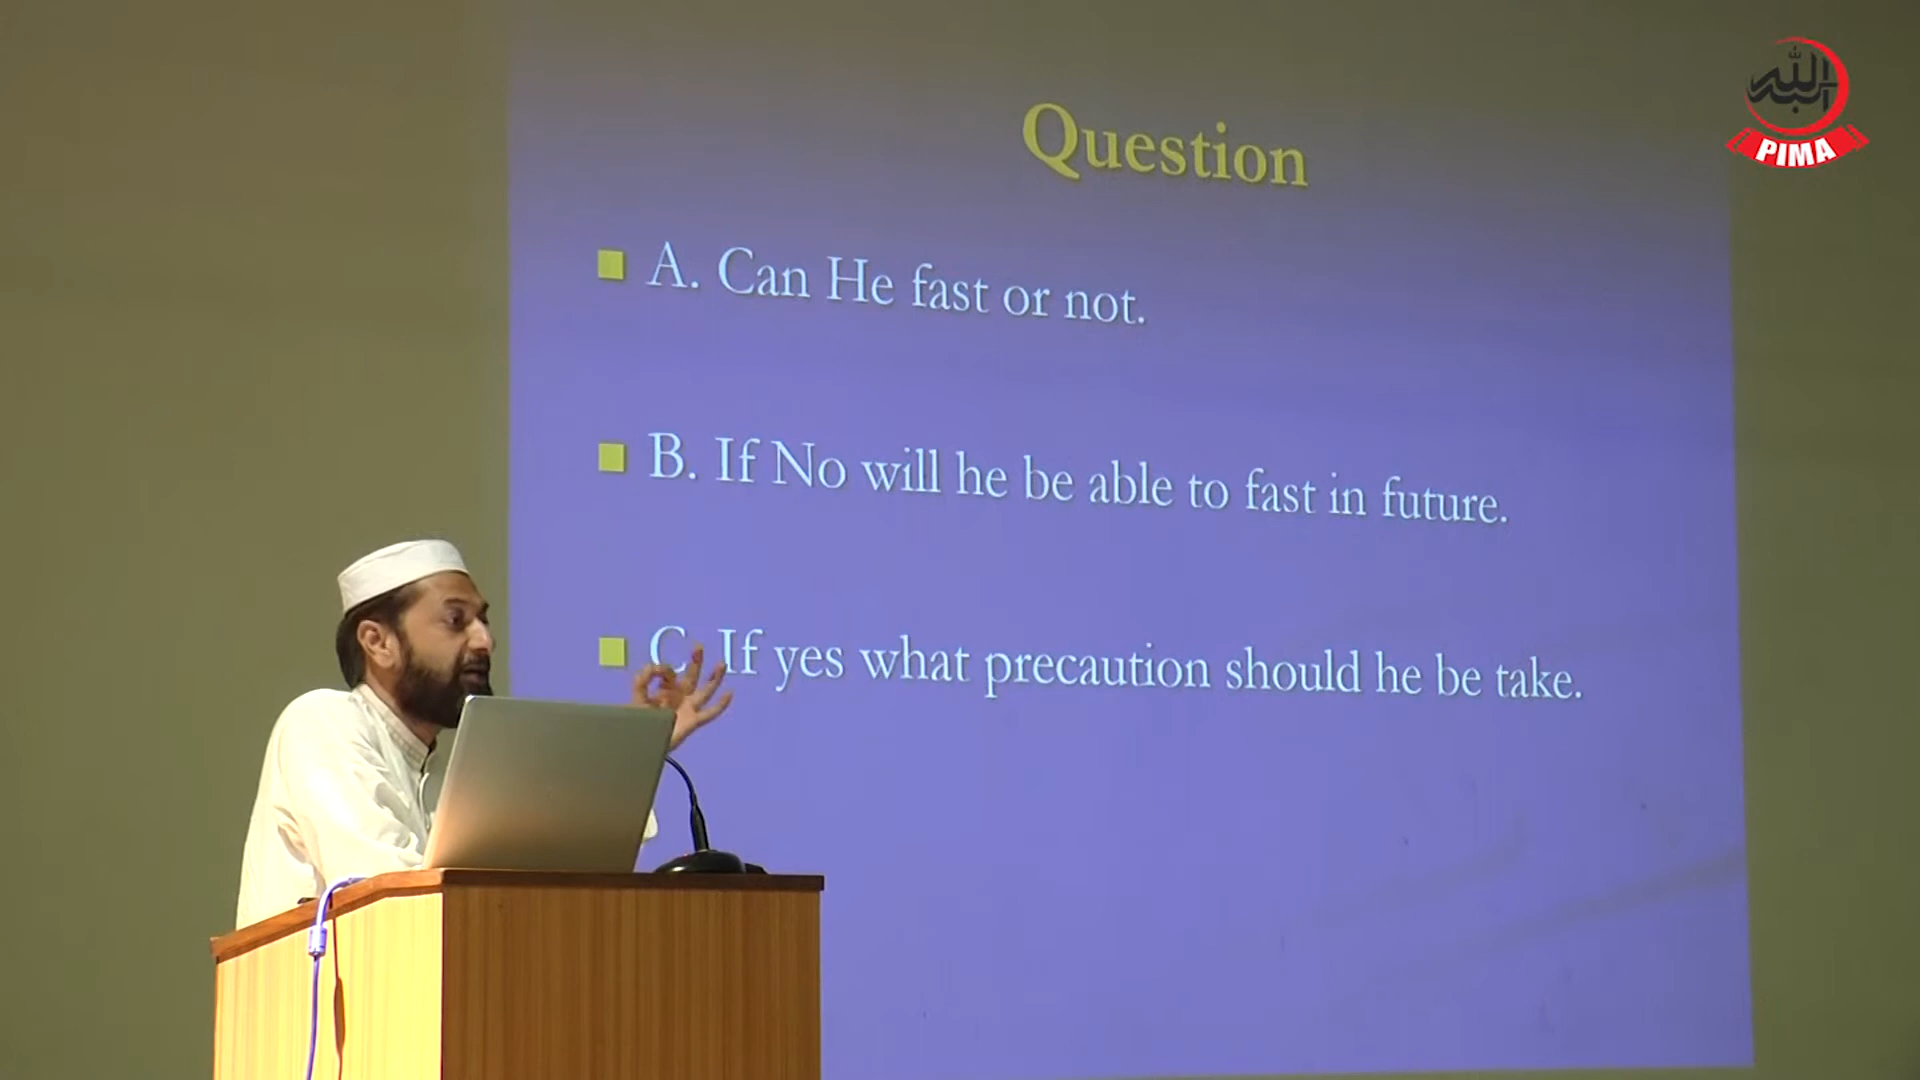 Question
A. Can He fast or not.
B. If No will he be able to fast in future.
C. If yes what precaution should he be take.
الله
PIMA